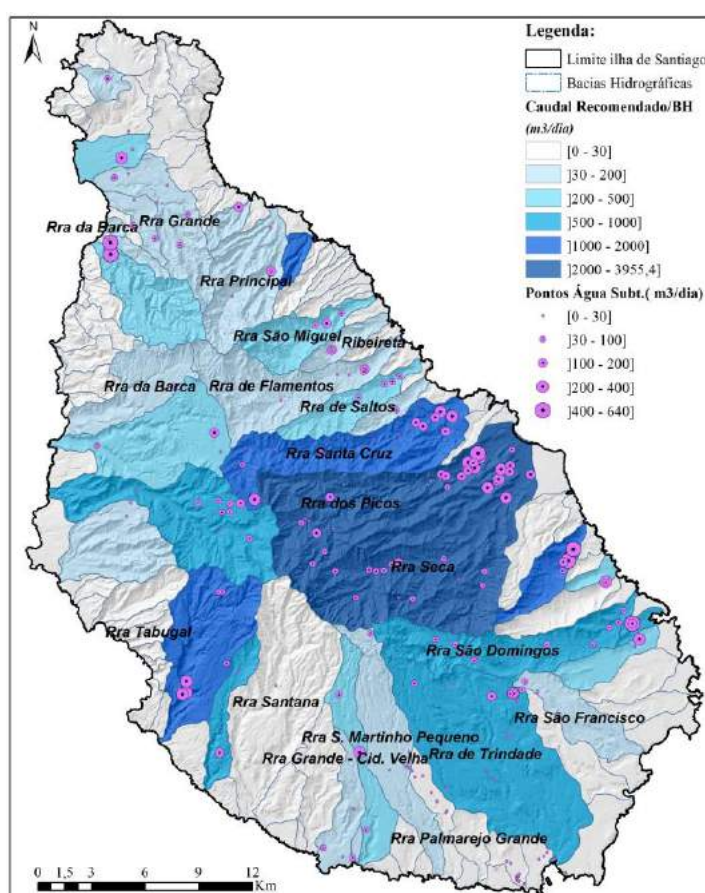 N
Legenda:
Limite ilha de Santiago
Bacias Hidrográficas
Caudal Recomendado/BH
(m3/dia)
[0 - 30]
]30 - 200]
]200 - 500]
]500 - 1000]
]1000 - 2000]
]2000 - 3955,4]
Pontos Água Subt.( m3/dia)
[0 - 30]
]30 - 100]
]100 - 200]
]200 - 400]
]400 - 640]
Rra da Barca
Rra Grande
Rra Principal
Rra São Miguel
Ribeireta
Rra da Barca
Rra de Flamentos
Rra de Saltos
Rra Santa Cruz
Rra dos Picos
Rra Seca
Rra Tabugal
Rra São Domingos
Rra Santana
Rra São Francisco
Rra S. Martinho Pequeno
Rra Grande - Cid. Velha
Rra de Trindade
Rra Palmarejo Grande
0 1,5 3 6 9 12
Km